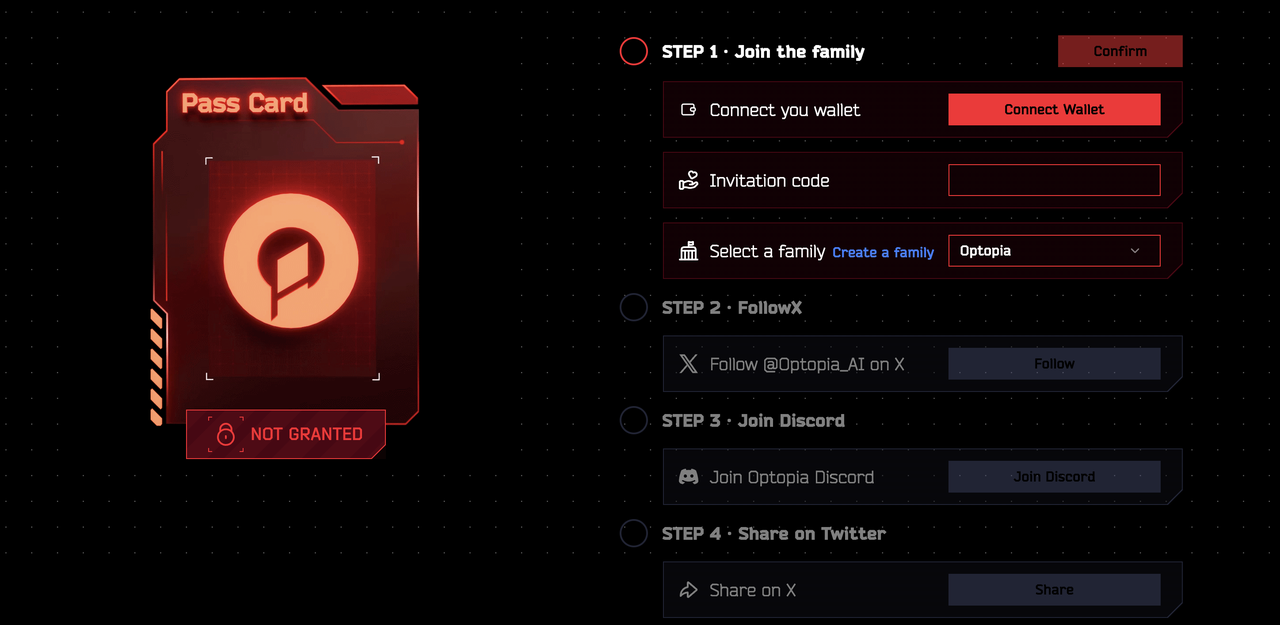 Pass Card
NOT GRANTED
STEP 1 · Join the family
Confirm
Connect you wallet
Connect Wallet
Invitation code
Select a family Create a family
Optopia
STEP 2 · FollowX
Follow @Optopia_AI on X
Follow
STEP 3 · Join Discord
Join Optopia Discord
Join Discord
STEP 4 · Share on Twitter
Share on X
Share